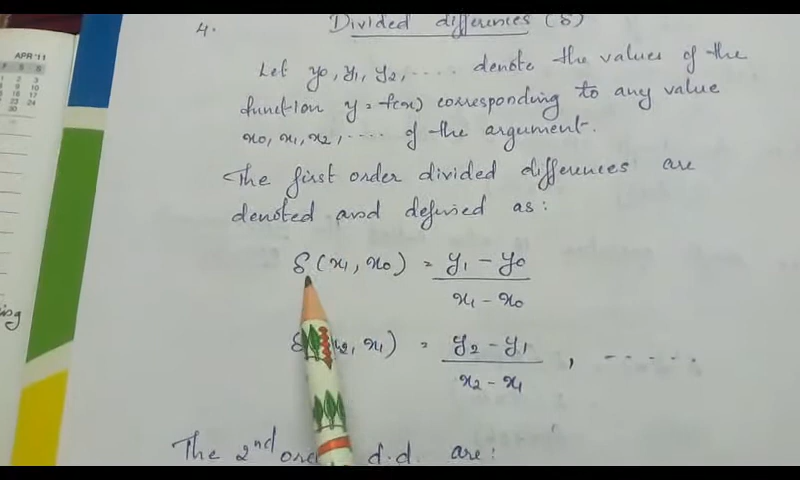 APR '11
4. Divided differences (δ)
Let y0, y1, y2, .... denote the values of the
function y = f(x) corresponding to any value
x0, x1, x2, .... of the argument.
The first order divided differences are
denoted and defined as:
δ(x1, x0) = y1 - y0
x1 - x0
δ x2, x1) = y2 - y1 , .....
x2 - x1
The 2nd ord d.d. are: